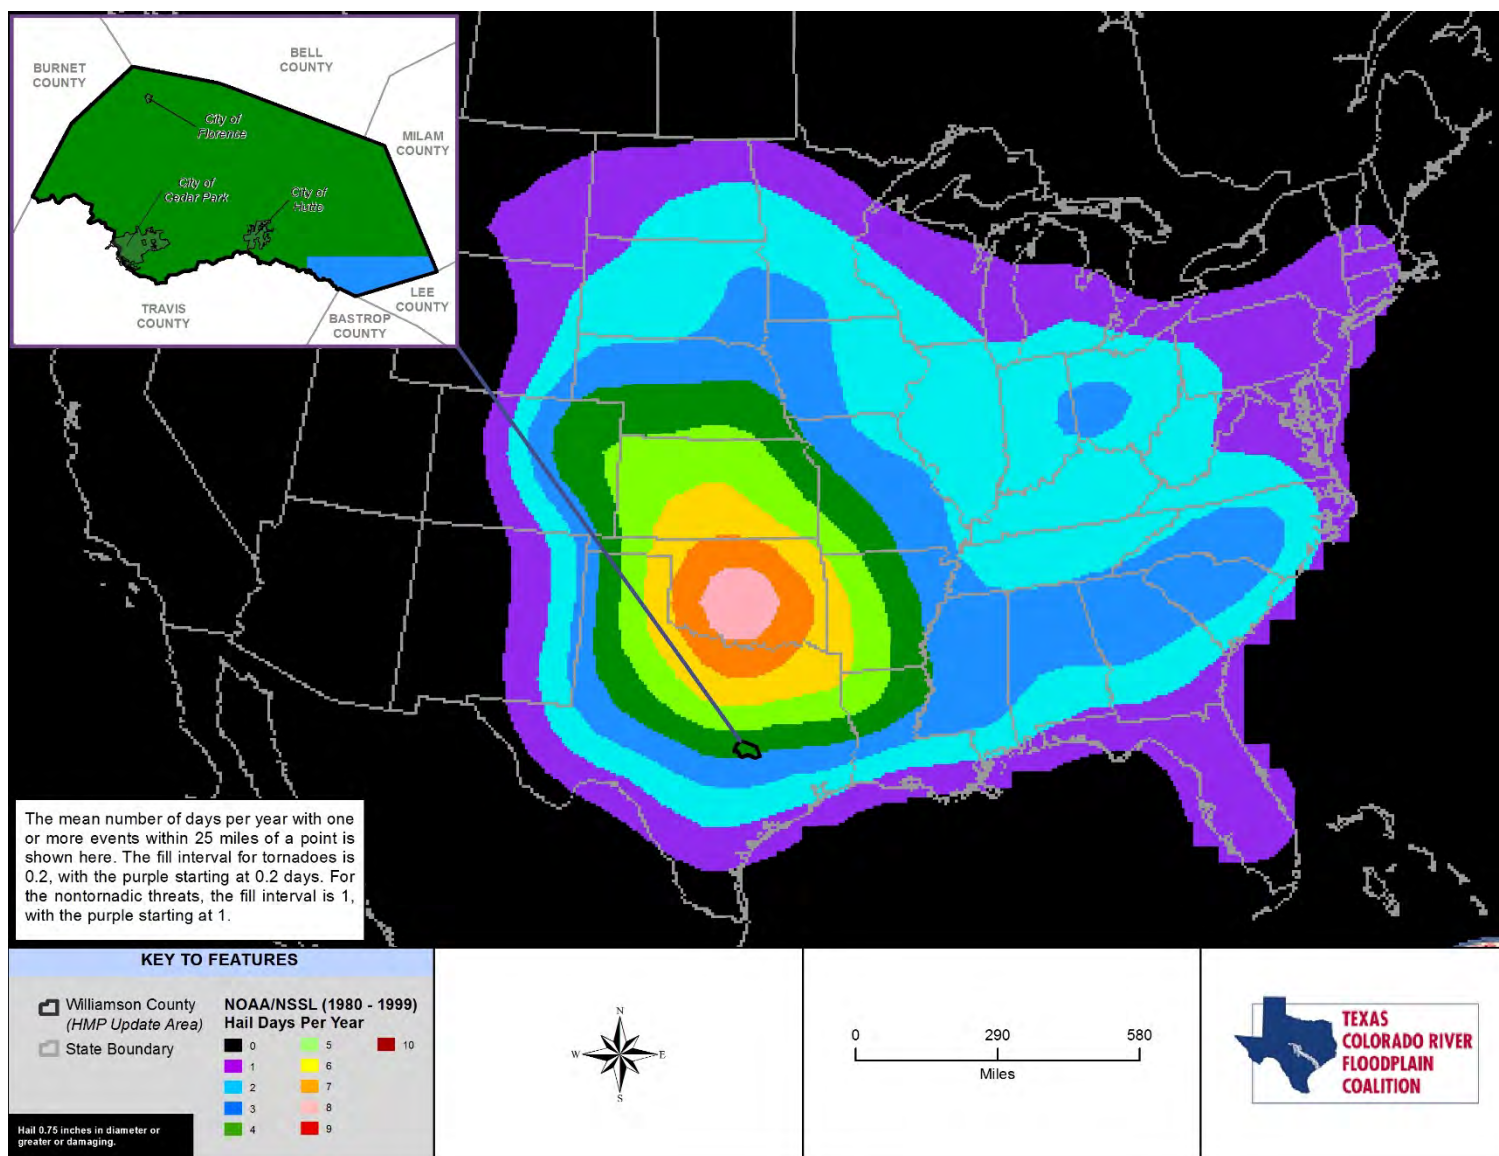 BELL
COUNTY
BURNET
COUNTY
City of
Florence
MILAM
COUNTY
City of
Cedar Park
City of
Hutto
LEE
COUNTY
TRAVIS
COUNTY
BASTROP
COUNTY
The mean number of days per year with one
or more events within 25 miles of a point is
shown here. The fill interval for tornadoes is
0.2, with the purple starting at 0.2 days. For
the nontornadic threats, the fill interval is 1,
with the purple starting at 1.
KEY TO FEATURES
Williamson County
(HMP Update Area)
State Boundary
NOAA/NSSL (1980 - 1999)
Hail Days Per Year
0
1
2
3
4
5
6
7
8
9
10
Hail 0.75 inches in diameter or
greater or damaging.
N
W E
S
0 290 580
Miles
TEXAS
COLORADO RIVER
FLOODPLAIN
COALITION